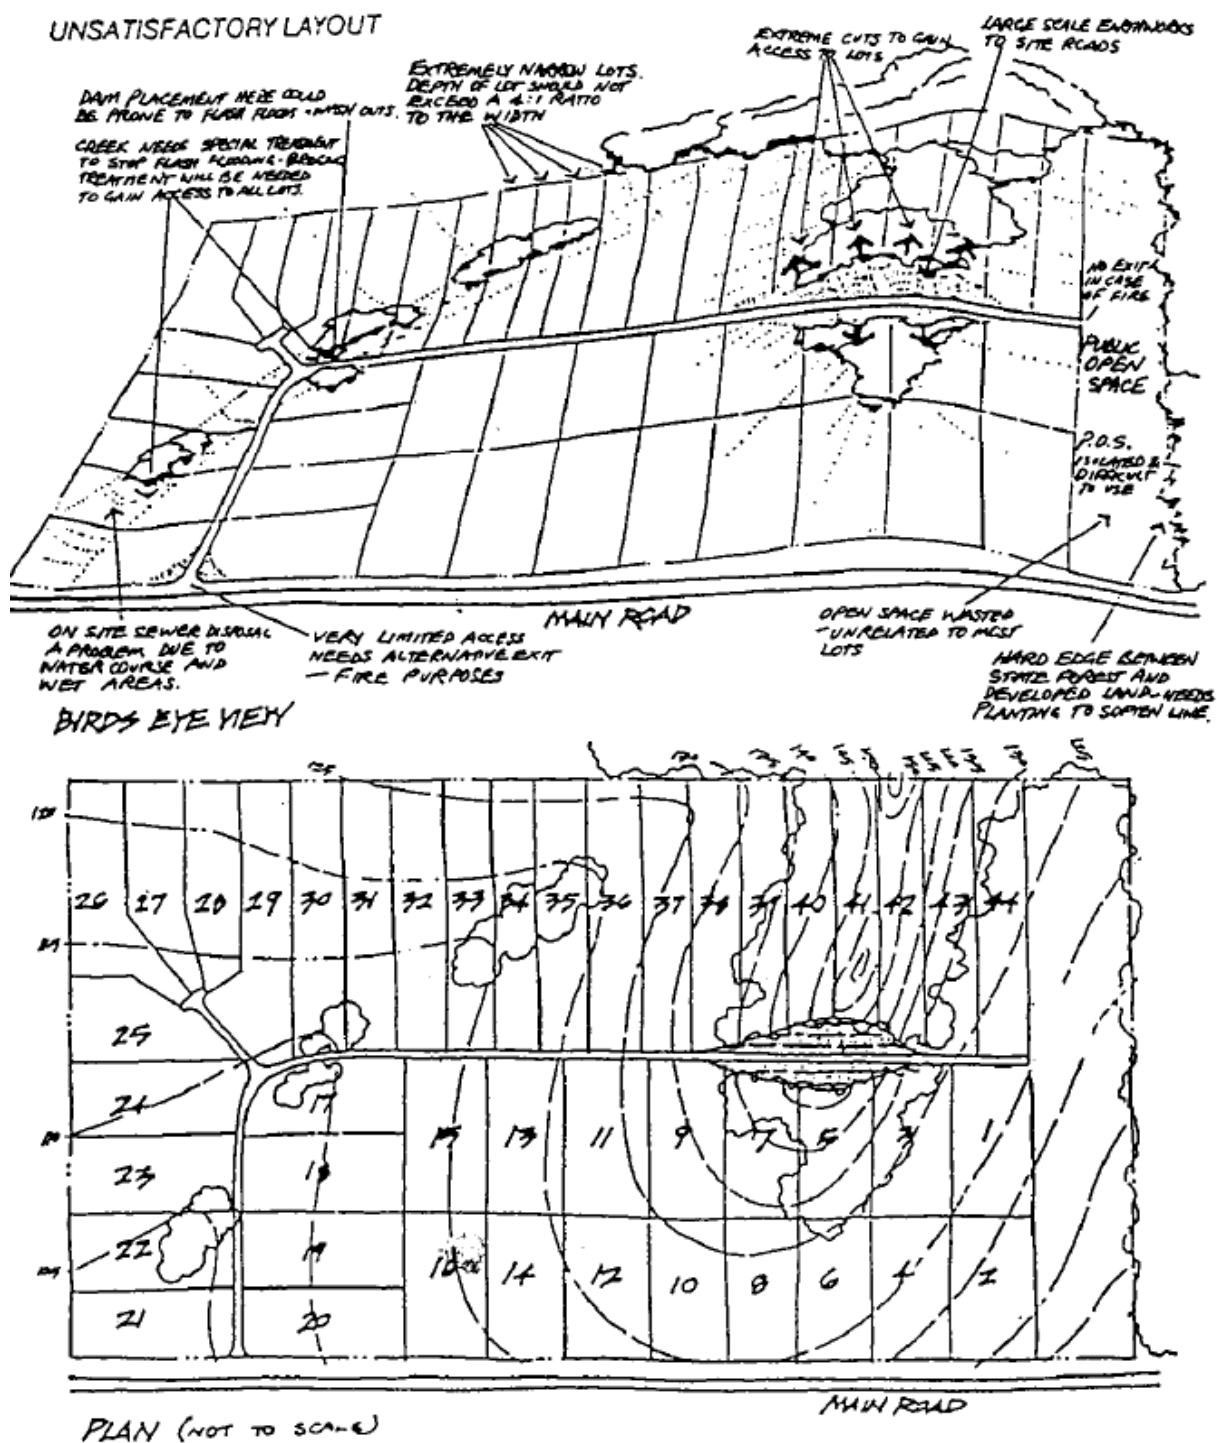 UNSATISFACTORY LAYOUT
DAM PLACEMENT HERE COULD
BE PRONE TO FLASH FLOODS - WASH OUTS.
CREEK NEEDS SPECIAL TREATMENT
TO STOP FLASH FLOODING - BRIDGING
TREATMENT WILL BE NEEDED
TO GAIN ACCESS TO ALL LOTS.
EXTREMELY NARROW LOTS.
DEPTH OF LOT SHOULD NOT
EXCEED A 4:1 RATIO
TO THE WIDTH
EXTREME CUTS TO GAIN
ACCESS TO LOTS
LARGE SCALE EARTHWORKS
TO SITE ROADS
NO EXIT
IN CASE
OF FIRE
PUBLIC
OPEN
SPACE
P.O.S.
ISOLATED &
DIFFICULT
TO USE
MAIN ROAD
ON SITE SEWER DISPOSAL
A PROBLEM DUE TO
WATER COURSE AND
WET AREAS.
VERY LIMITED ACCESS
NEEDS ALTERNATIVE EXIT
— FIRE PURPOSES
OPEN SPACE WASTED
- UNRELATED TO MOST
LOTS
HARD EDGE BETWEEN
STATE FOREST AND
DEVELOPED LAND - NEEDS
PLANTING TO SOFTEN LINE.
BIRDS EYE VIEW
26 27 28 29 30 31 32 33 34 35 36 37 38 39 40 41 42 43 44
25
24 17 15 13 11 9 7 5 3 1
23 18
22 19 16 14 12 10 8 6 4 2
21 20
MAIN ROAD
PLAN (NOT TO SCALE)